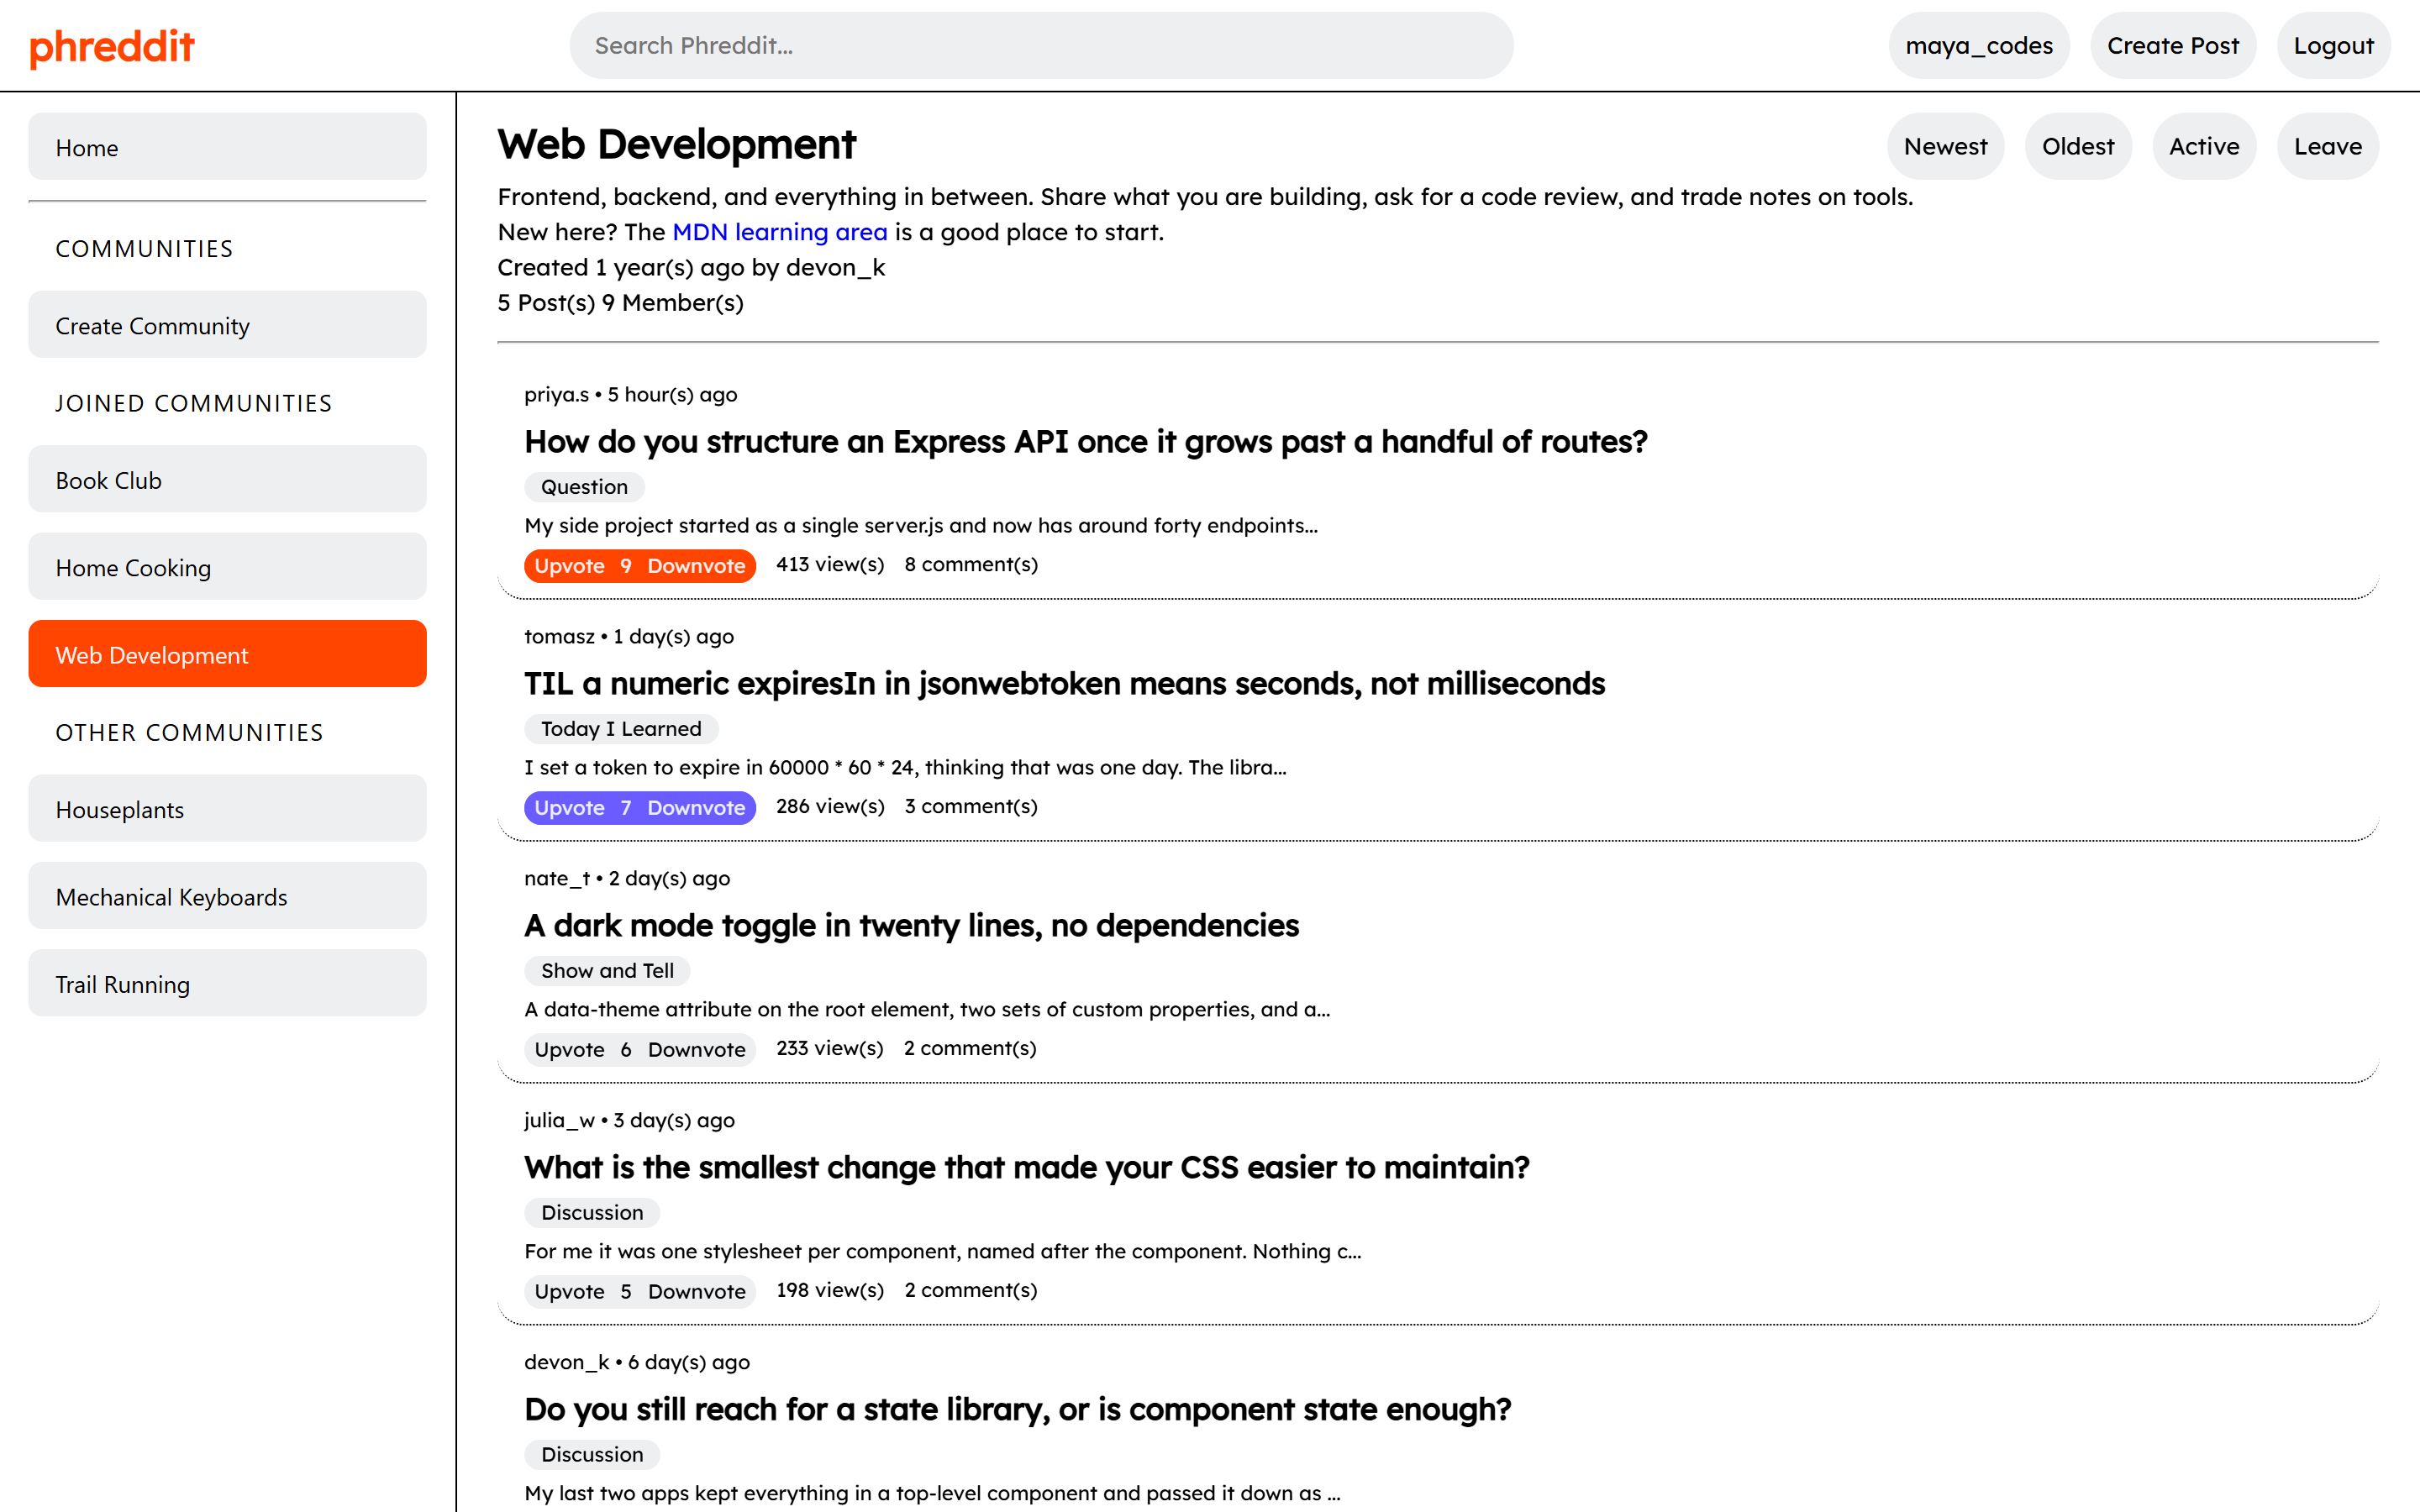 phreddit
Search Phreddit...
maya_codes
Create Post
Logout
Home
COMMUNITIES
Create Community
JOINED COMMUNITIES
Book Club
Home Cooking
Web Development
OTHER COMMUNITIES
Houseplants
Mechanical Keyboards
Trail Running
Web Development
Newest
Oldest
Active
Leave
Frontend, backend, and everything in between. Share what you are building, ask for a code review, and trade notes on tools.
New here? The MDN learning area is a good place to start.
Created 1 year(s) ago by devon_k
5 Post(s) 9 Member(s)
priya.s • 5 hour(s) ago
How do you structure an Express API once it grows past a handful of routes?
Question
My side project started as a single server.js and now has around forty endpoints...
Upvote 9 Downvote 413 view(s) 8 comment(s)
tomasz • 1 day(s) ago
TIL a numeric expiresIn in jsonwebtoken means seconds, not milliseconds
Today I Learned
I set a token to expire in 60000 * 60 * 24, thinking that was one day. The libra...
Upvote 7 Downvote 286 view(s) 3 comment(s)
nate_t • 2 day(s) ago
A dark mode toggle in twenty lines, no dependencies
Show and Tell
A data-theme attribute on the root element, two sets of custom properties, and a...
Upvote 6 Downvote 233 view(s) 2 comment(s)
julia_w • 3 day(s) ago
What is the smallest change that made your CSS easier to maintain?
Discussion
For me it was one stylesheet per component, named after the component. Nothing c...
Upvote 5 Downvote 198 view(s) 2 comment(s)
devon_k • 6 day(s) ago
Do you still reach for a state library, or is component state enough?
Discussion
My last two apps kept everything in a top-level component and passed it down as ...